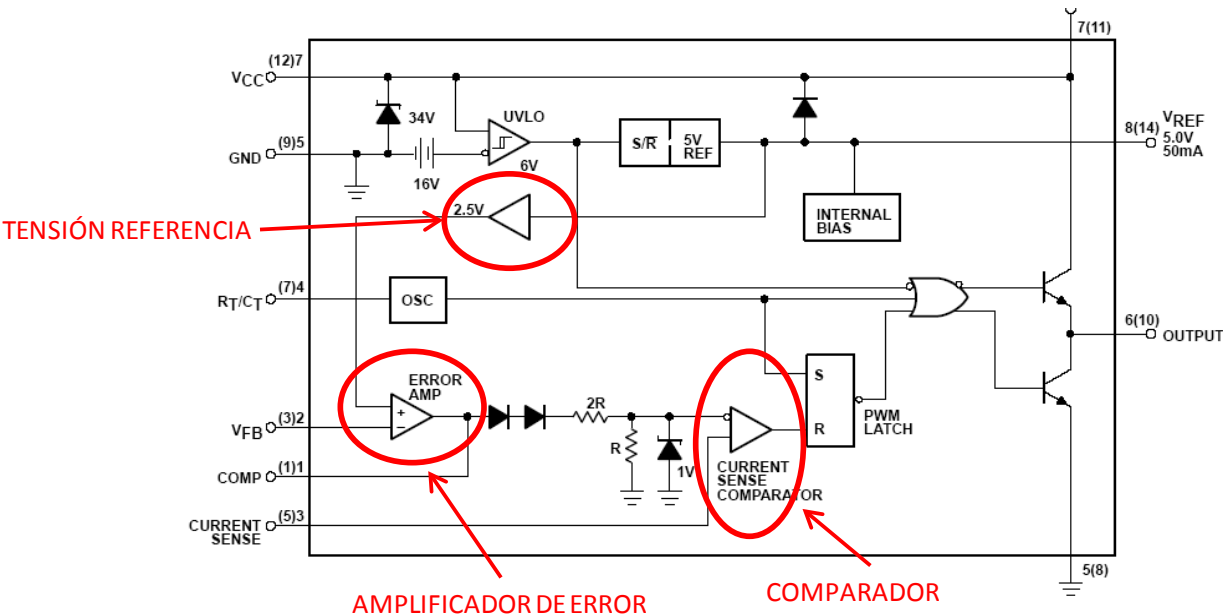 7(11)
(12)7
VCC
34V
UVLO
(9)5
GND
16V
6V
S/R̅
5V
REF
8(14)
VREF
5.0V
50mA
2.5V
INTERNAL
BIAS
TENSIÓN REFERENCIA
(7)4
RT/CT
OSC
6(10)
OUTPUT
ERROR
AMP
+
−
(3)2
VFB
2R
R
1V
S
R
PWM
LATCH
(1)1
COMP
CURRENT
SENSE
COMPARATOR
(5)3
CURRENT
SENSE
5(8)
AMPLIFICADOR DE ERROR
COMPARADOR